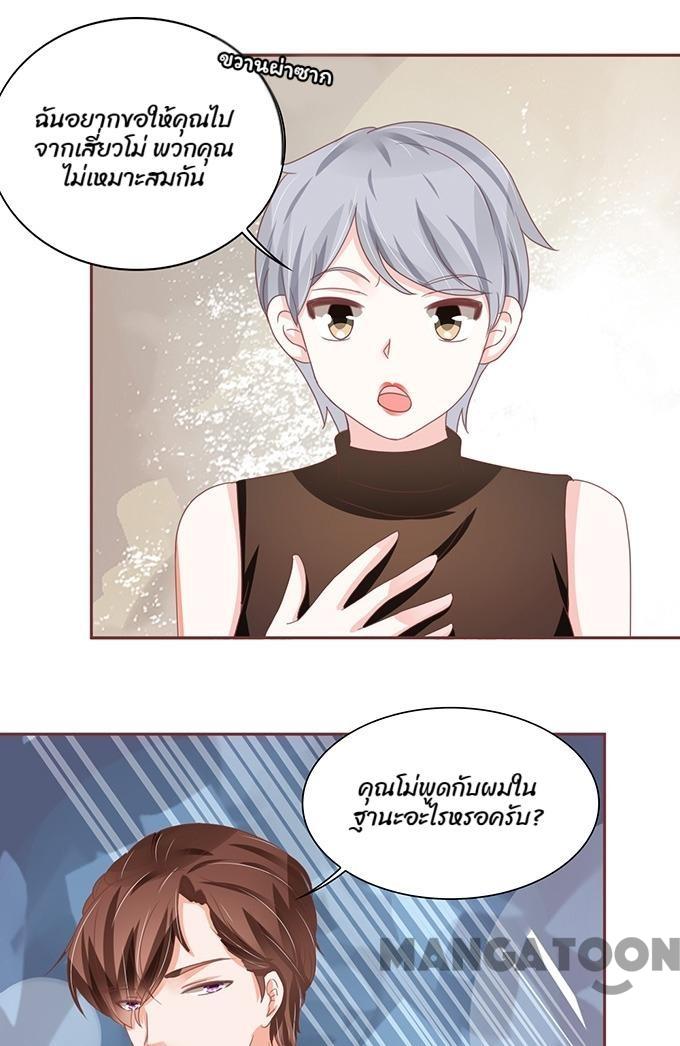 ขวานผ่าซาก
ฉันอยากขอให้คุณไป
จากเสี่ยวโม่ พวกคุณ
ไม่เหมาะสมกัน
คุณโม่พูดกับผมใน
ฐานะอะไรหรอครับ?
MANGATOON